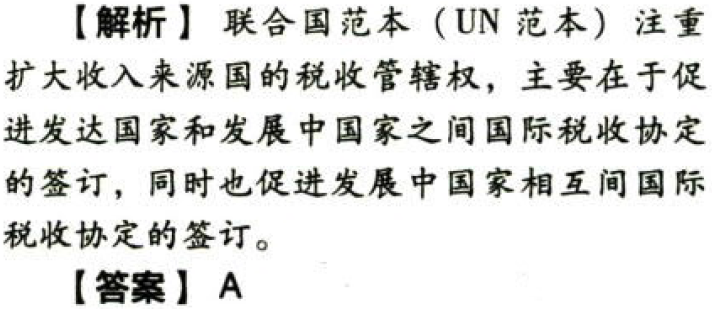 【解析】 联合国范本（UN 范本）注重
扩大收入来源国的税收管辖权，主要在于促
进发达国家和发展中国家之间国际税收协定
的签订，同时也促进发展中国家相互间国际
税收协定的签订。
【答案】 A